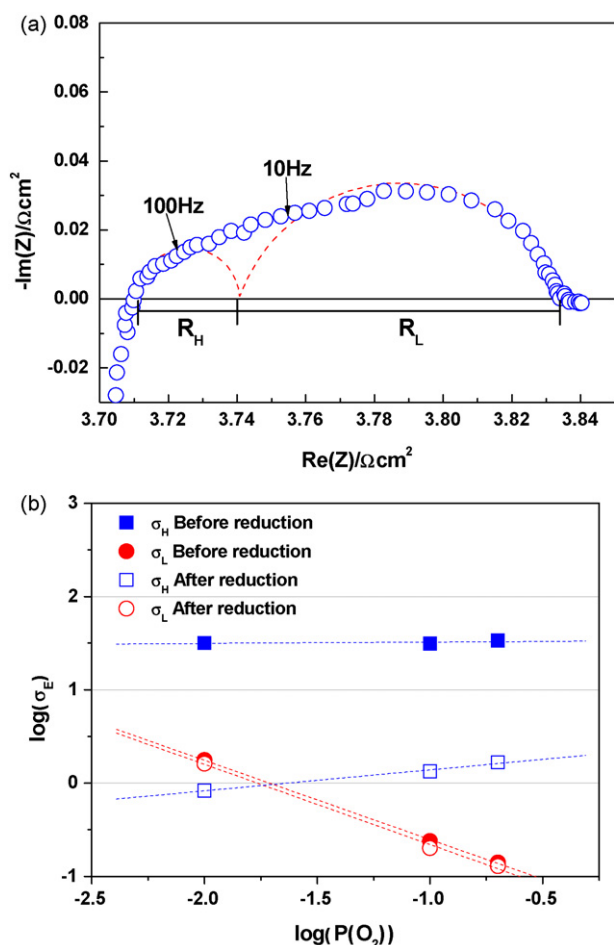 (a)
0.08
0.06
0.04
0.02
0.00
-0.02
-Im(Z)/Ωcm²
100Hz
10Hz
R_H
R_L
3.70 3.72 3.74 3.76 3.78 3.80 3.82 3.84
Re(Z)/Ωcm²
(b)
3
2
1
0
-1
log(σ_E)
σ_H Before reduction
σ_L Before reduction
σ_H After reduction
σ_L After reduction
-2.5 -2.0 -1.5 -1.0 -0.5
log(P(O₂))